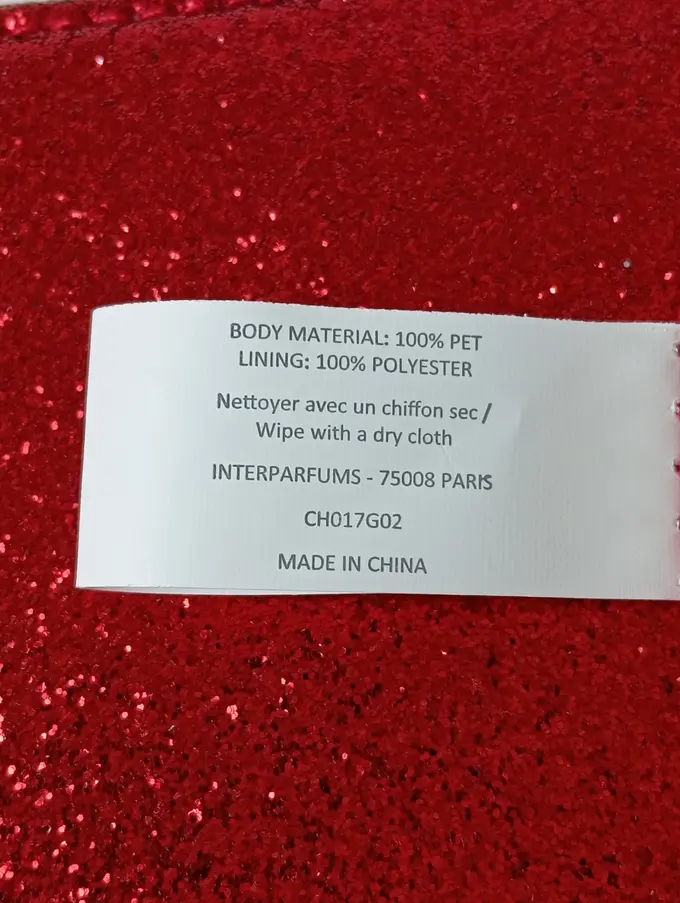 BODY MATERIAL: 100% PET
LINING: 100% POLYESTER
Nettoyer avec un chiffon sec /
Wipe with a dry cloth
INTERPARFUMS - 75008 PARIS
CH017G02
MADE IN CHINA